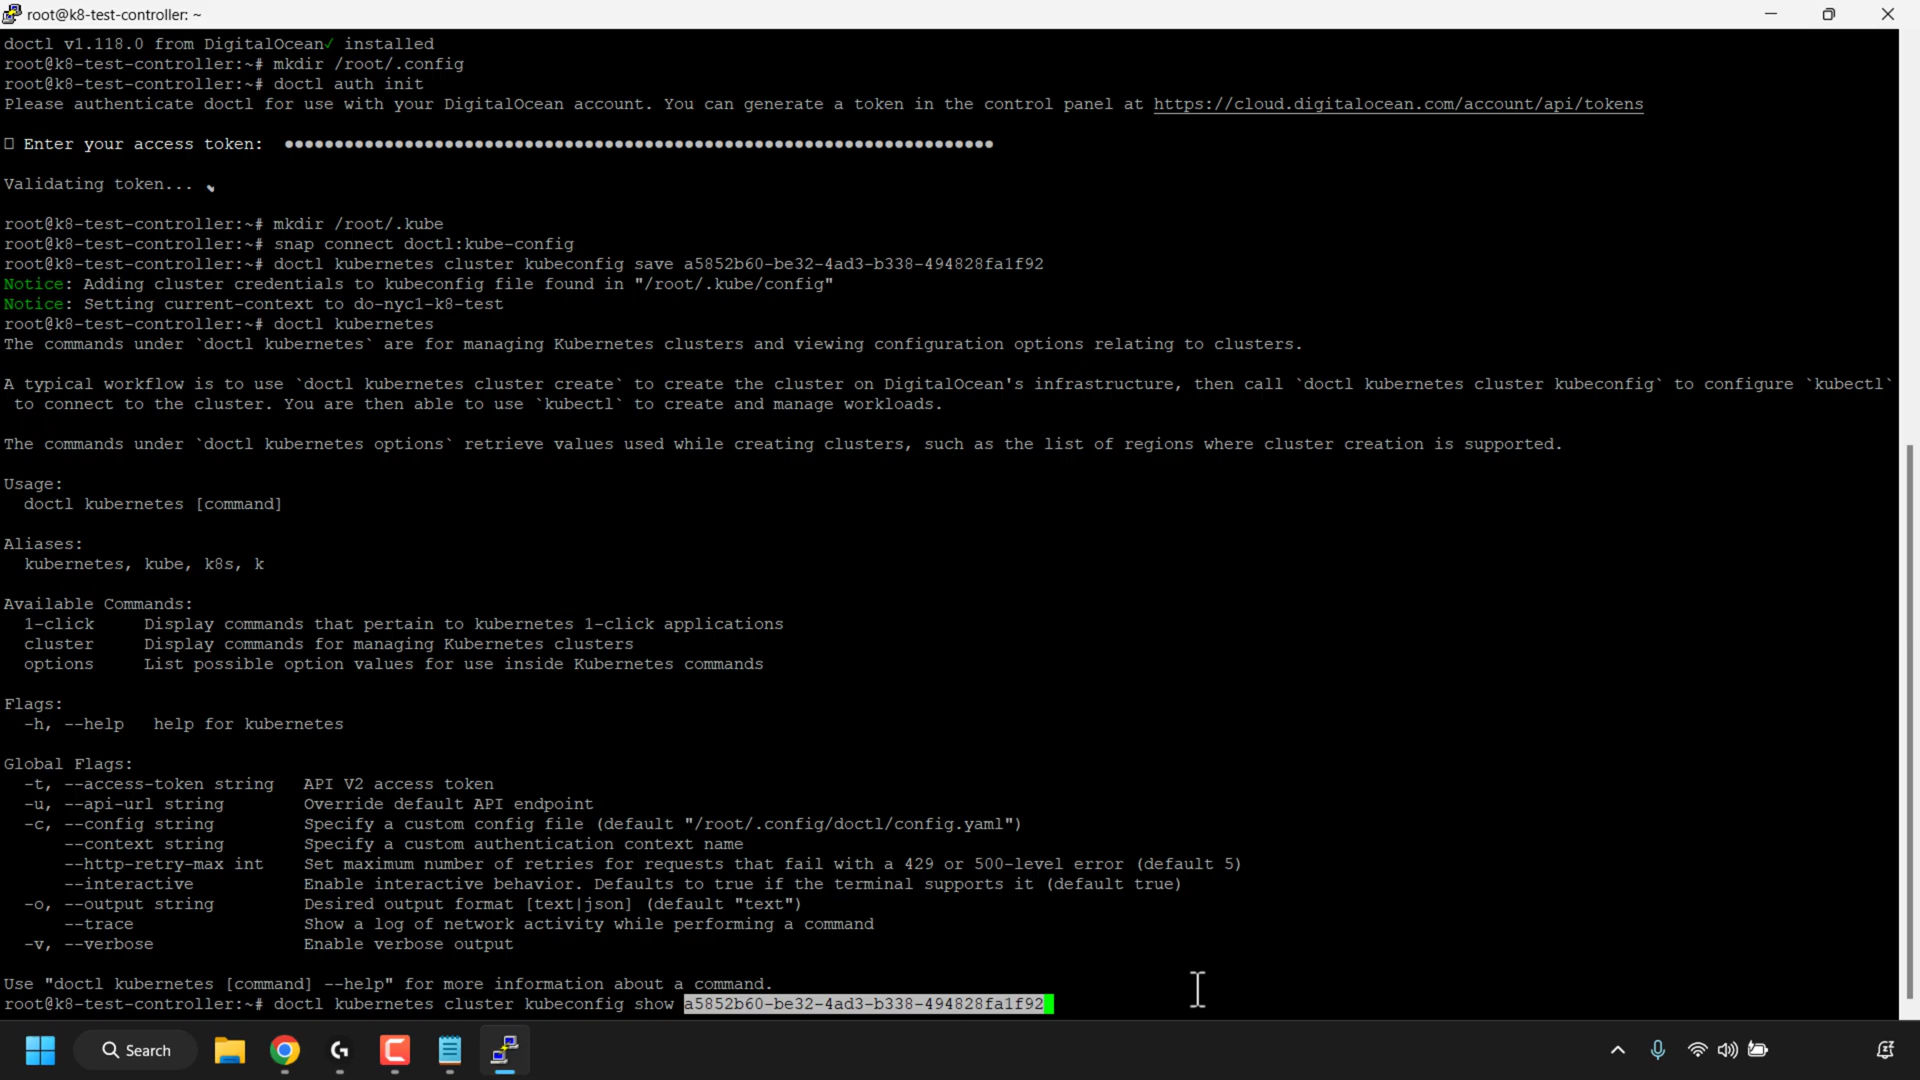 root@k8-test-controller: ~
doctl v1.118.0 from DigitalOcean✓ installed
root@k8-test-controller:~# mkdir /root/.config
root@k8-test-controller:~# doctl auth init
Please authenticate doctl for use with your DigitalOcean account. You can generate a token in the control panel at https://cloud.digitalocean.com/account/api/tokens
Enter your access token: •••••••••••••••••••••••••••••••••••••••••••••••••••••••••••••••••••••••
Validating token...
root@k8-test-controller:~# mkdir /root/.kube
root@k8-test-controller:~# snap connect doctl:kube-config
root@k8-test-controller:~# doctl kubernetes cluster kubeconfig save a5852b60-be32-4ad3-b338-494828fa1f92
Notice: Adding cluster credentials to kubeconfig file found in "/root/.kube/config"
Notice: Setting current-context to do-nyc1-k8-test
root@k8-test-controller:~# doctl kubernetes
The commands under `doctl kubernetes` are for managing Kubernetes clusters and viewing configuration options relating to clusters.
A typical workflow is to use `doctl kubernetes cluster create` to create the cluster on DigitalOcean's infrastructure, then call `doctl kubernetes cluster kubeconfig` to configure `kubectl`
to connect to the cluster. You are then able to use `kubectl` to create and manage workloads.
The commands under `doctl kubernetes options` retrieve values used while creating clusters, such as the list of regions where cluster creation is supported.
Usage:
doctl kubernetes [command]
Aliases:
kubernetes, kube, k8s, k
Available Commands:
1-click Display commands that pertain to kubernetes 1-click applications
cluster Display commands for managing Kubernetes clusters
options List possible option values for use inside Kubernetes commands
Flags:
-h, --help help for kubernetes
Global Flags:
-t, --access-token string API V2 access token
-u, --api-url string Override default API endpoint
-c, --config string Specify a custom config file (default "/root/.config/doctl/config.yaml")
--context string Specify a custom authentication context name
--http-retry-max int Set maximum number of retries for requests that fail with a 429 or 500-level error (default 5)
--interactive Enable interactive behavior. Defaults to true if the terminal supports it (default true)
-o, --output string Desired output format [text|json] (default "text")
--trace Show a log of network activity while performing a command
-v, --verbose Enable verbose output
Use "doctl kubernetes [command] --help" for more information about a command.
root@k8-test-controller:~# doctl kubernetes cluster kubeconfig show a5852b60-be32-4ad3-b338-494828fa1f92
Search